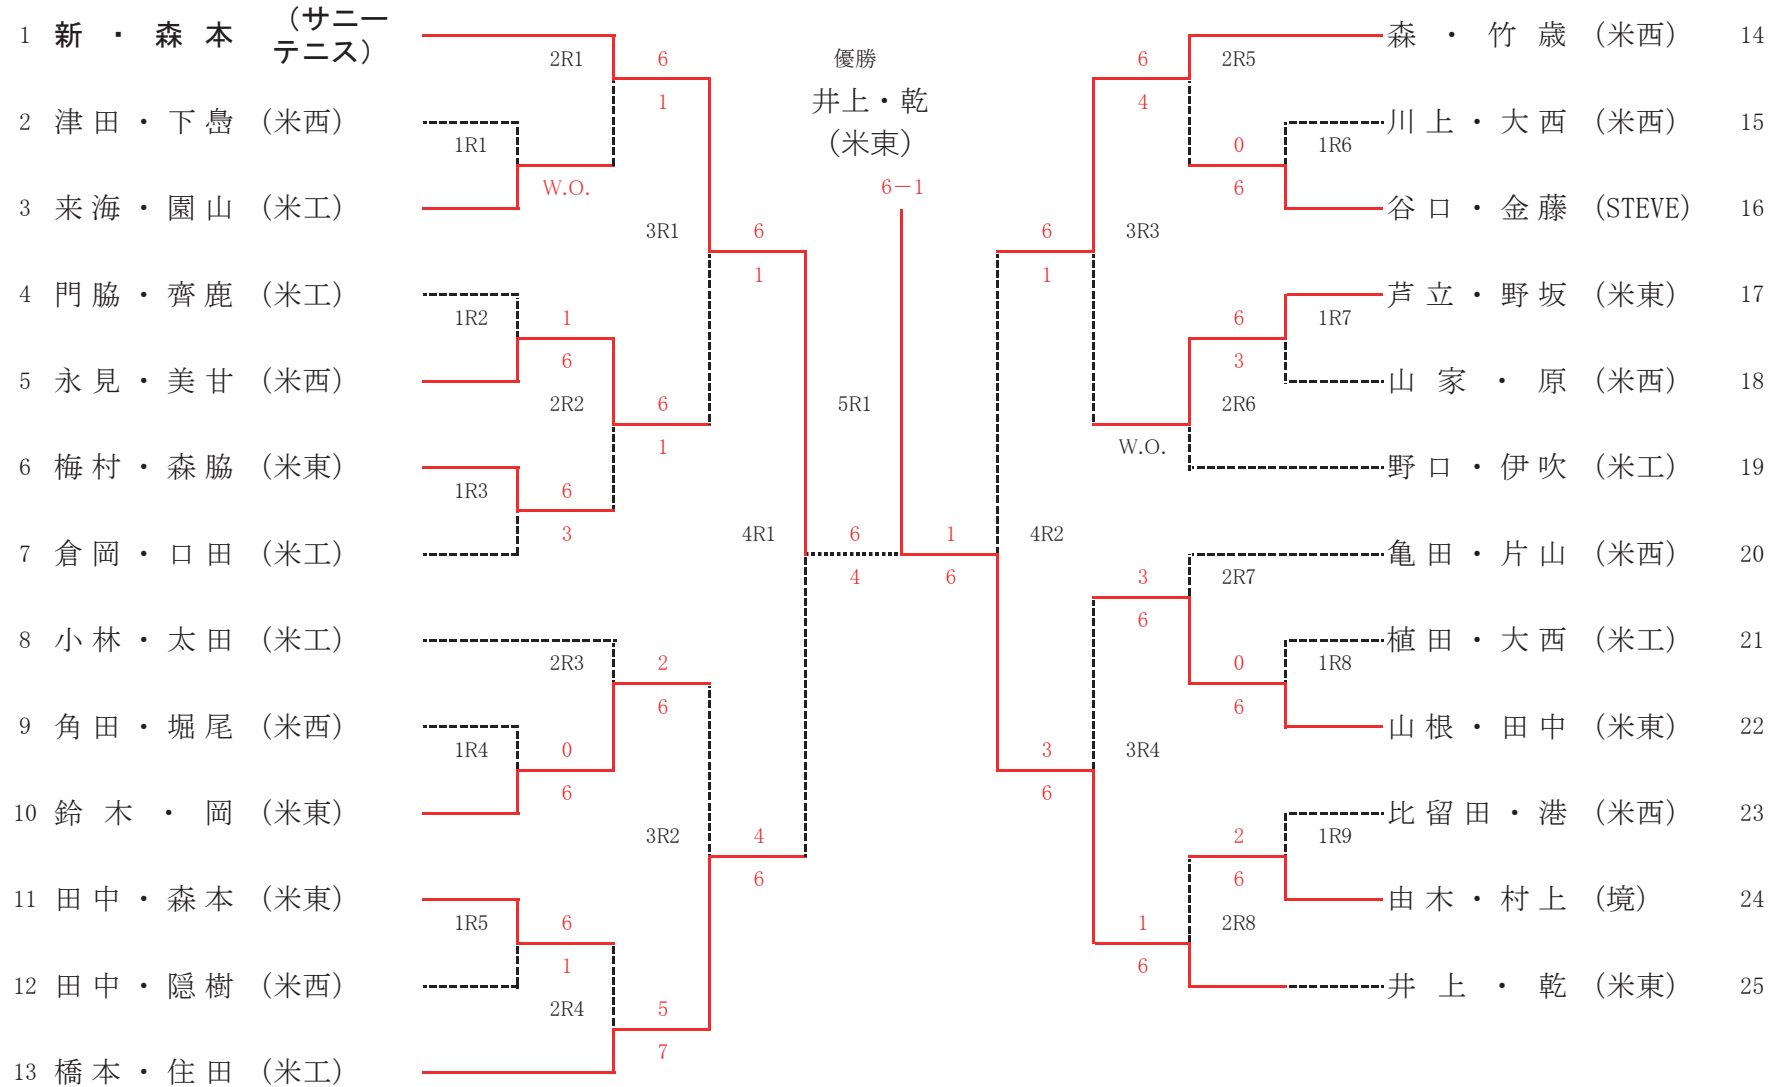 1 新 ・ 森 本 (サニーテニス)
2 津 田 ・ 下 嶌 (米西)
3 来 海 ・ 園 山 (米工)
4 門 脇 ・ 齊 鹿 (米工)
5 永 見 ・ 美 甘 (米西)
6 梅 村 ・ 森 脇 (米東)
7 倉 岡 ・ 口 田 (米工)
8 小 林 ・ 太 田 (米工)
9 角 田 ・ 堀 尾 (米西)
10 鈴 木 ・ 岡 (米東)
11 田 中 ・ 森 本 (米東)
12 田 中 ・ 隠 樹 (米西)
13 橋 本 ・ 住 田 (米工)
1R1
W.O.
1R2
1
6
1R3
6
3
1R4
0
6
1R5
6
1
2R1
6
1
2R2
6
1
2R3
2
6
2R4
5
7
3R1
6
1
3R2
4
6
4R1
6
4
優勝
井上・乾
(米東)
6－1
5R1
1
6
4R2
6
1
3
6
3R3
6
4
W.O.
3R4
3
6
1
6
2R5
0
6
2R6
6
3
2R7
0
6
2R8
2
6
1R6
1R7
1R8
1R9
森 ・ 竹 歳 (米西) 14
川 上 ・ 大 西 (米西) 15
谷 口 ・ 金 藤 (STEVE) 16
芦 立 ・ 野 坂 (米東) 17
山 家 ・ 原 (米西) 18
野 口 ・ 伊 吹 (米工) 19
亀 田 ・ 片 山 (米西) 20
植 田 ・ 大 西 (米工) 21
山 根 ・ 田 中 (米東) 22
比 留 田 ・ 港 (米西) 23
由 木 ・ 村 上 (境) 24
井 上 ・ 乾 (米東) 25